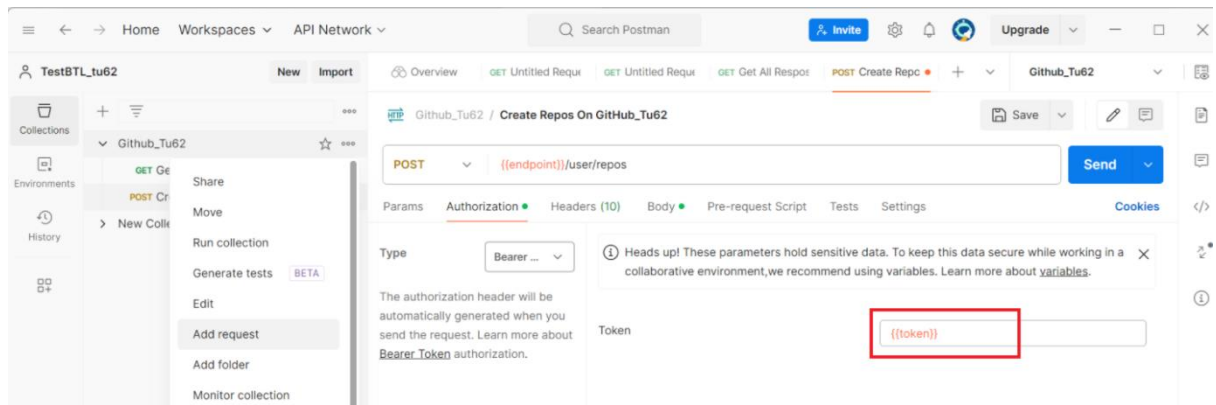 Home Workspaces API Network Search Postman Invite Upgrade
TestBTL_tu62 New Import
Overview GET Untitled Reque GET Untitled Reque GET Get All Respos POST Create Repc + Github_Tu62
Collections
Environments
History
Github_Tu62
GET Ge
POST Cr
New Colle
Share
Move
Run collection
Generate tests BETA
Edit
Add request
Add folder
Monitor collection
HTTP Github_Tu62 / Create Repos On GitHub_Tu62 Save
POST {{endpoint}}/user/repos Send
Params Authorization Headers (10) Body Pre-request Script Tests Settings Cookies
Type Bearer ...
The authorization header will be
automatically generated when you
send the request. Learn more about
Bearer Token authorization.
Heads up! These parameters hold sensitive data. To keep this data secure while working in a
collaborative environment,we recommend using variables. Learn more about variables.
Token {{token}}